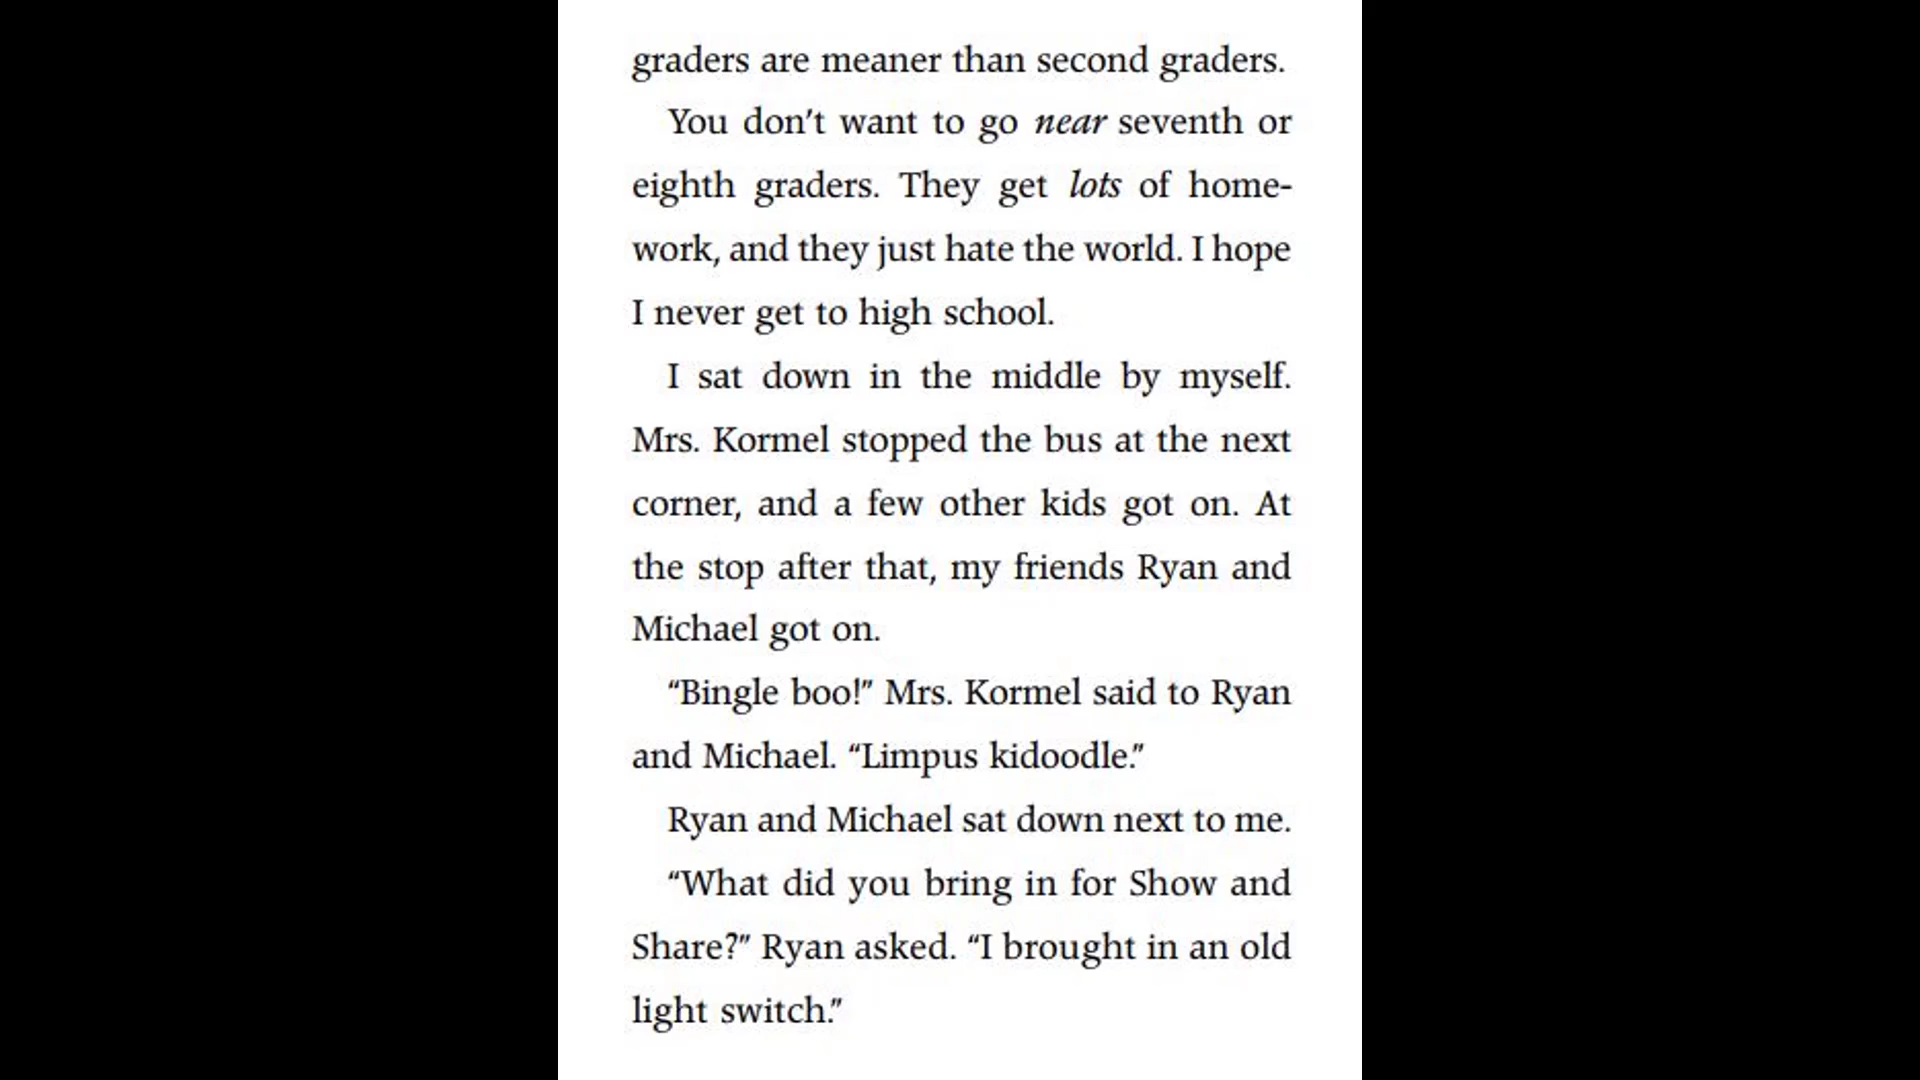 graders are meaner than second graders.
You don’t want to go near seventh or
eighth graders. They get lots of home-
work, and they just hate the world. I hope
I never get to high school.
I sat down in the middle by myself.
Mrs. Kormel stopped the bus at the next
corner, and a few other kids got on. At
the stop after that, my friends Ryan and
Michael got on.
“Bingle boo!” Mrs. Kormel said to Ryan
and Michael. “Limpus kidoodle.”
Ryan and Michael sat down next to me.
“What did you bring in for Show and
Share?” Ryan asked. “I brought in an old
light switch.”